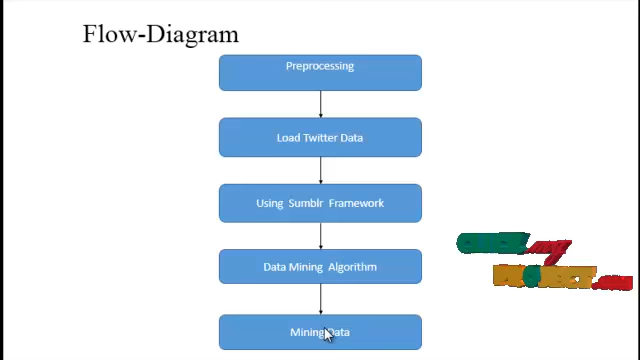 Flow-Diagram
Preprocessing
Load Twitter Data
Using Sumblr Framework
Data Mining Algorithm
Mining Data